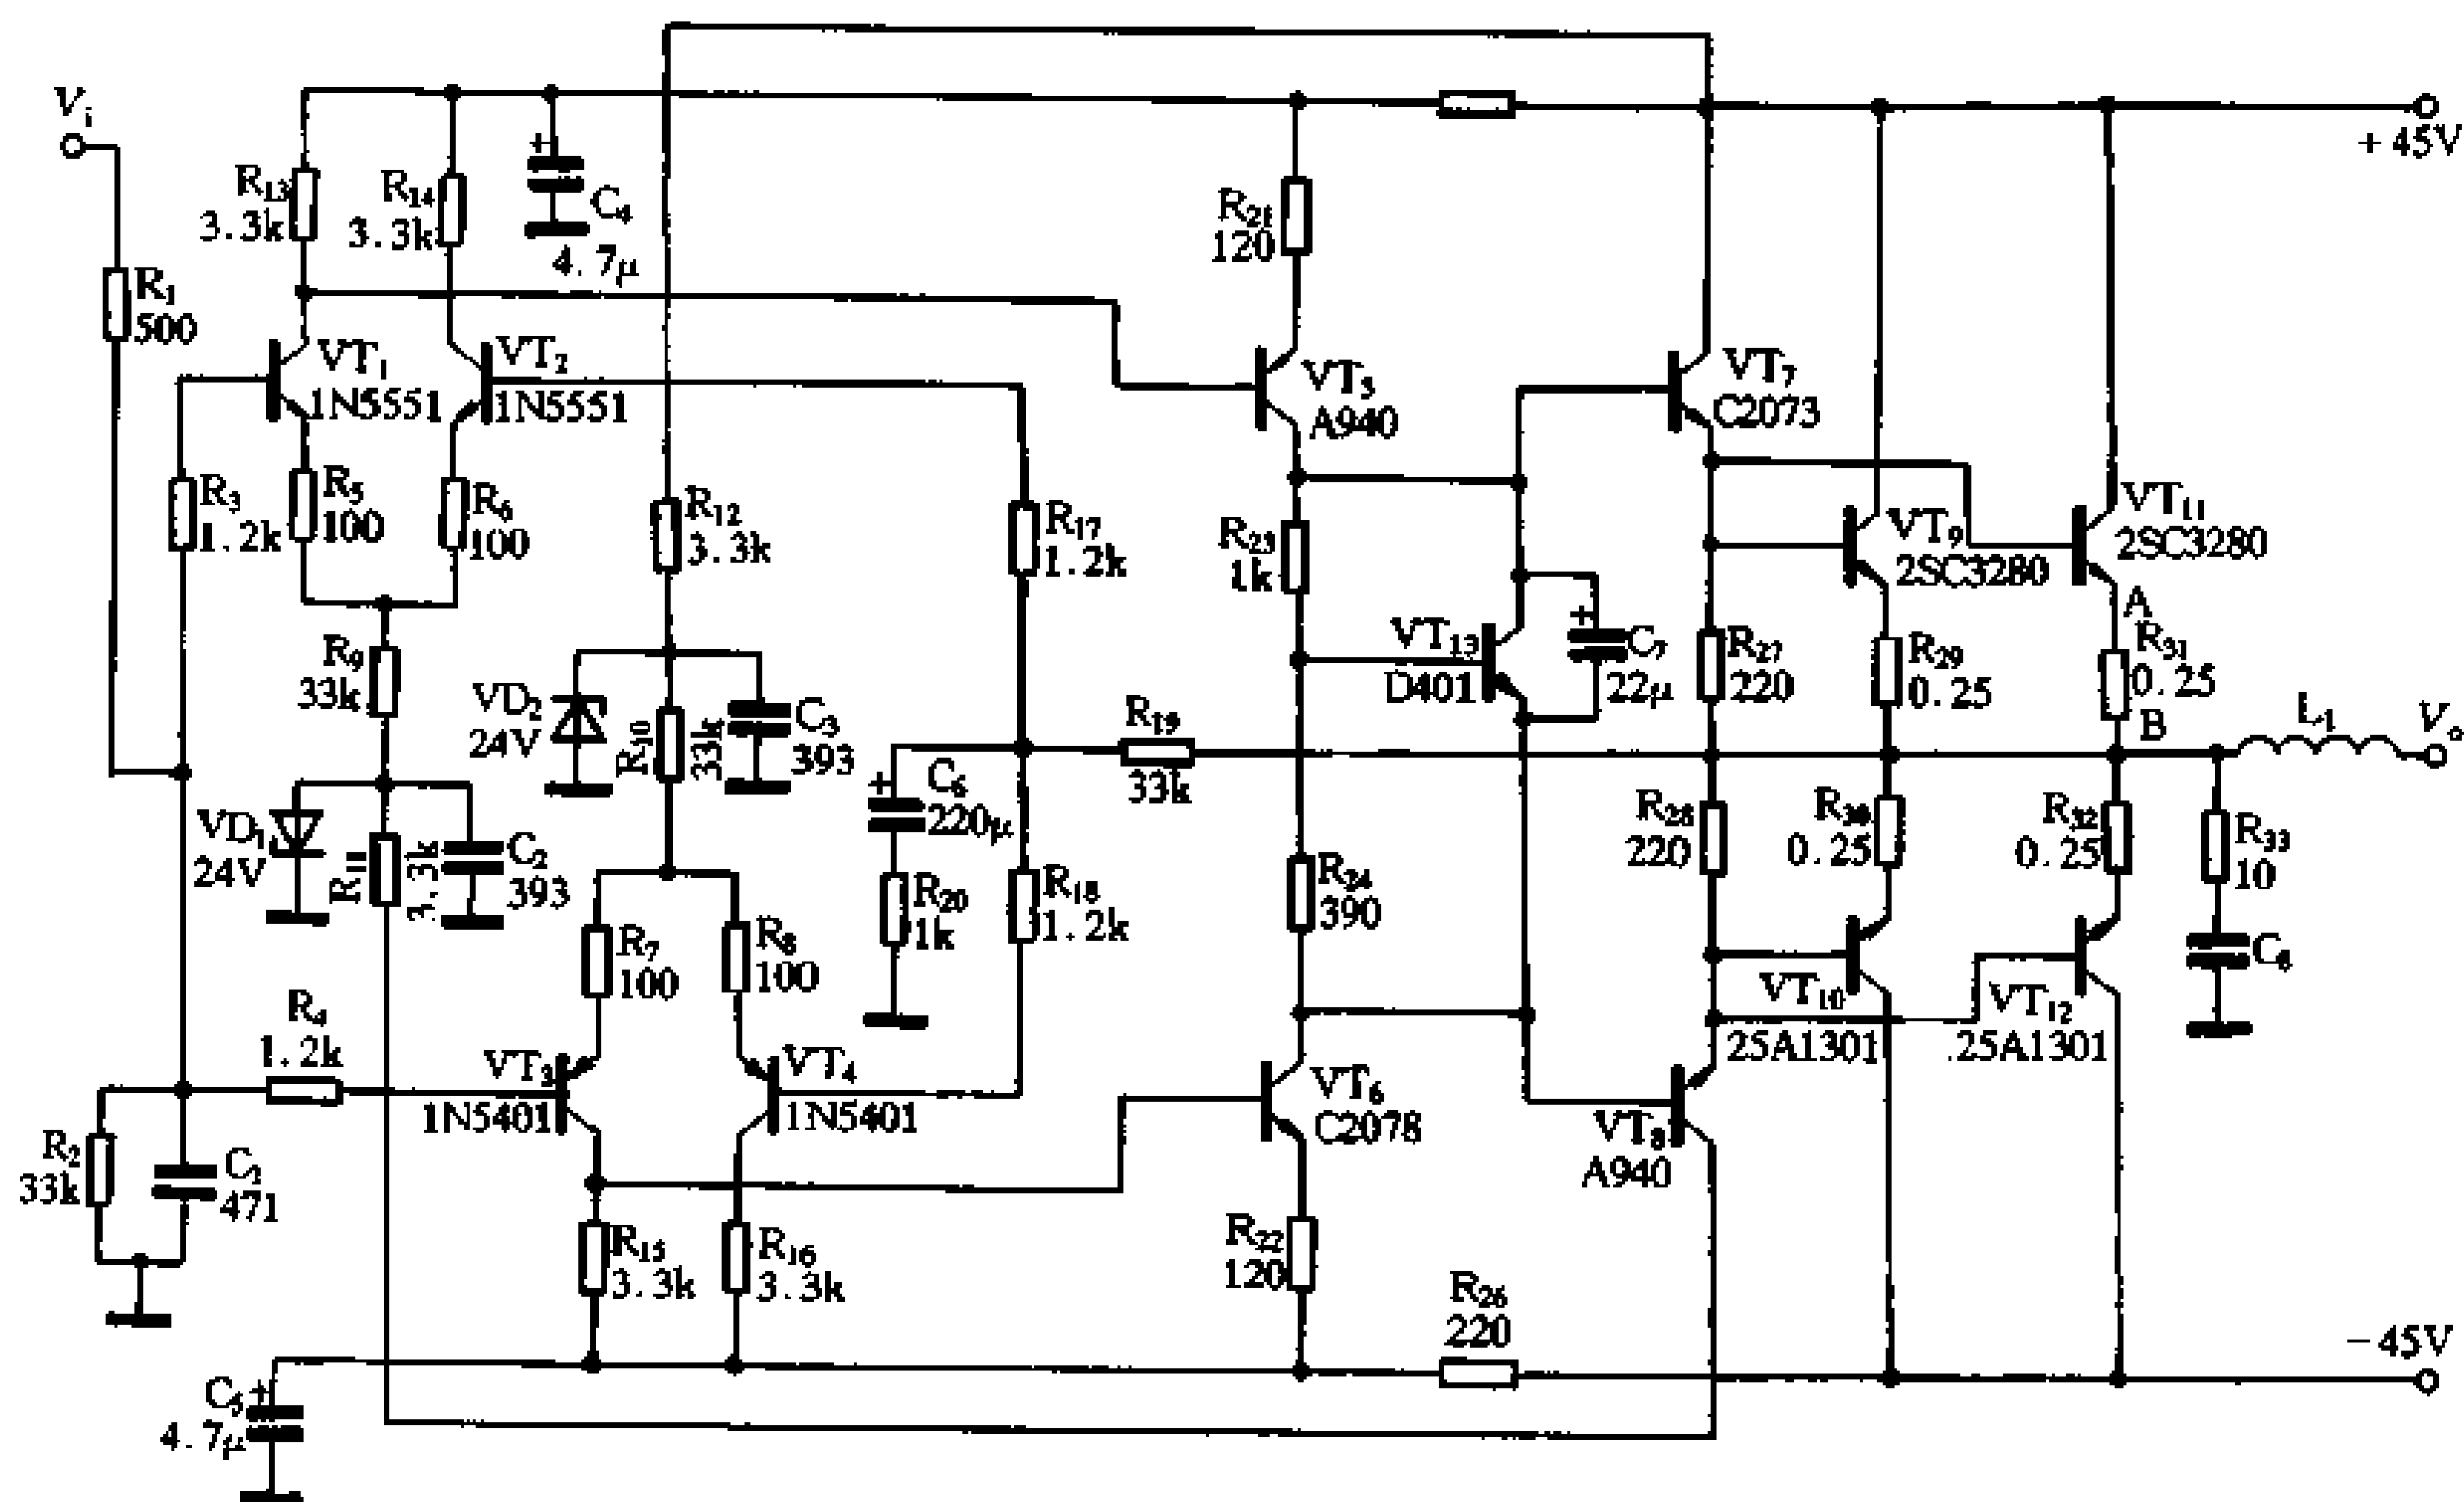 Vi
+45V
R13
3.3k
R14
3.3k
C4
4.7μ
R21
120
R1
500
VT1
1N5551
VT2
1N5551
VT5
A940
VT7
C2073
R3
1.2k
R5
100
R6
100
R12
3.3k
R17
1.2k
R23
1k
VT9
2SC3280
VT11
2SC3280
A
R9
33k
VD2
24V
R10
33k
C3
393
VT13
D401
C7
22μ
R27
220
R29
0.25
R31
0.25
B
L1
Vo
R19
33k
VD1
24V
R11
3.3k
C2
393
C6
220μ
R20
1k
R18
1.2k
R24
390
R28
220
R30
0.25
R32
0.25
R33
10
C8
R7
100
R8
100
R4
1.2k
VT3
1N5401
VT4
1N5401
VT6
C2078
VT8
A940
VT10
25A1301
VT12
25A1301
R2
33k
471
R15
3.3k
R16
3.3k
R22
120
R26
220
-45V
C5
4.7μ